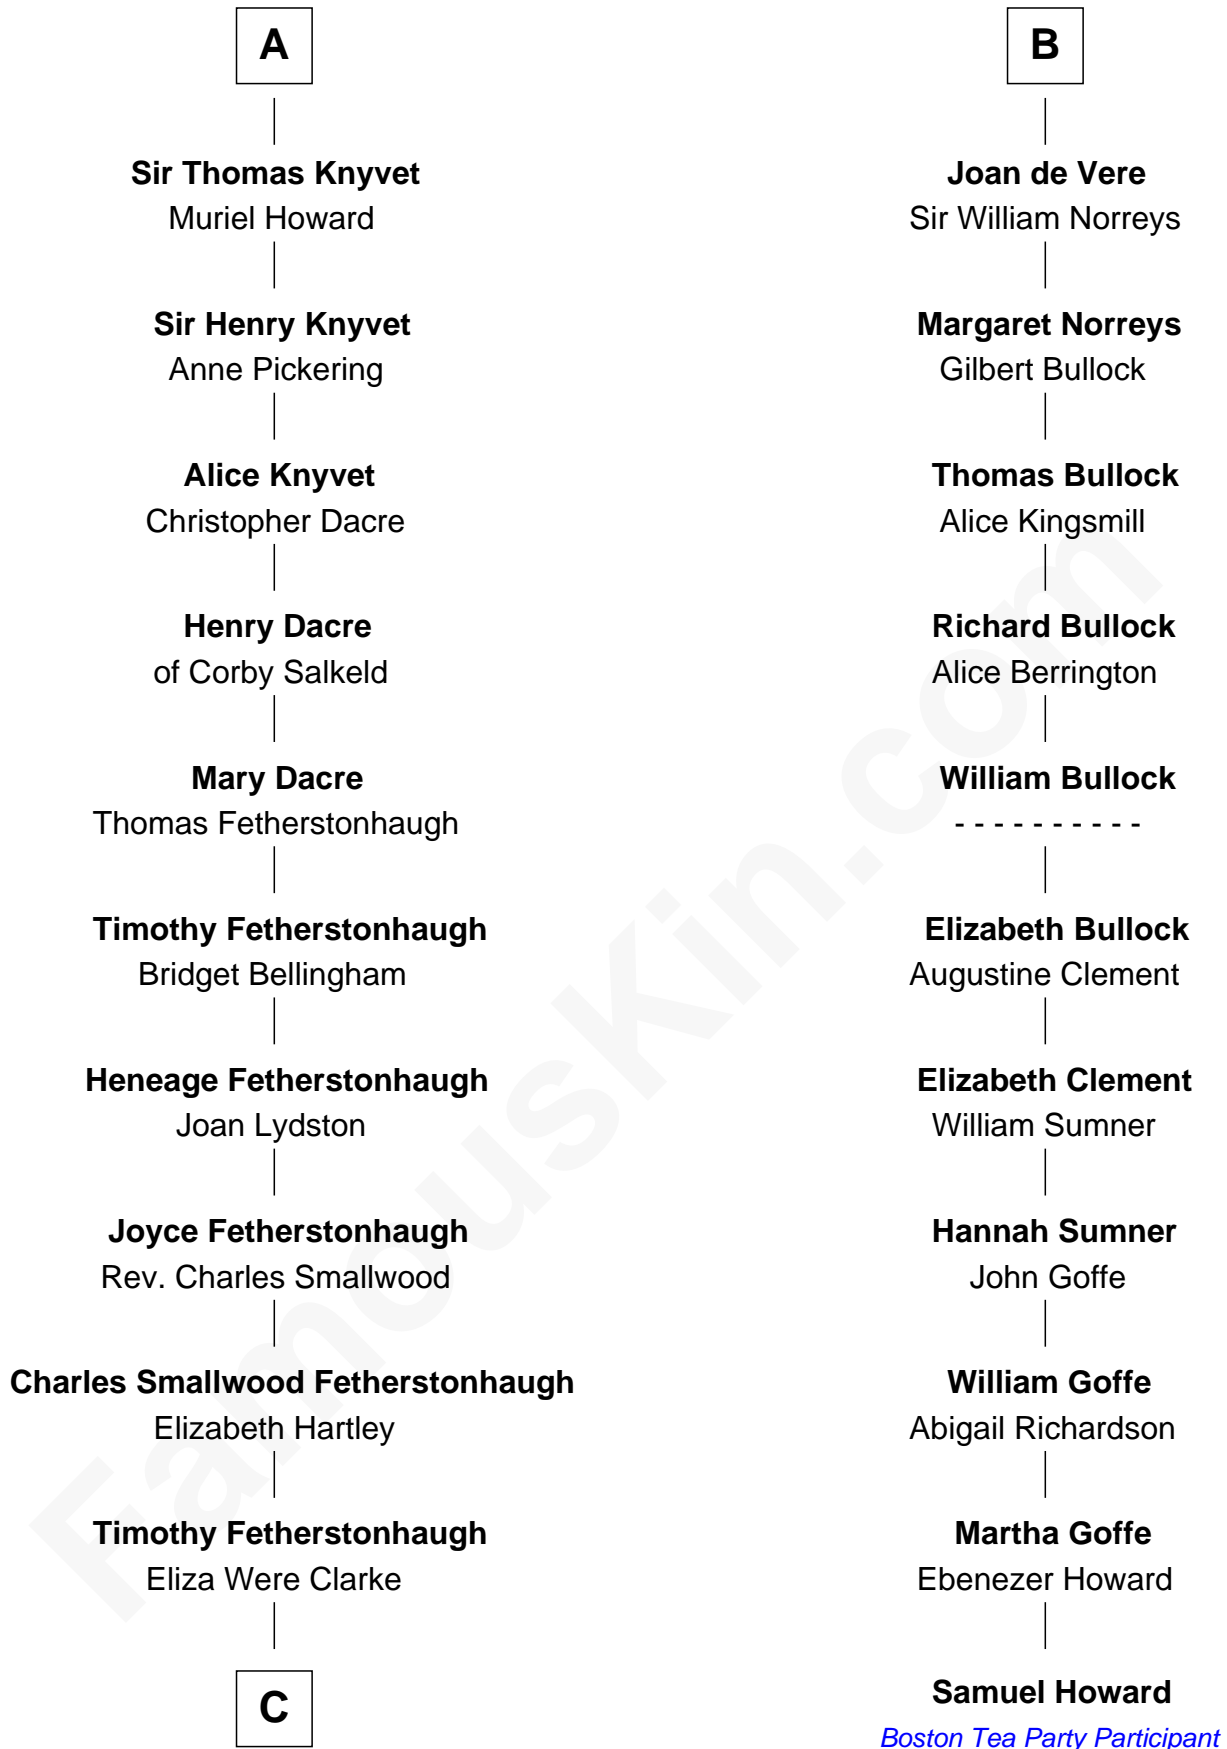 A
Sir Thomas Knyvet
Muriel Howard
Sir Henry Knyvet
Anne Pickering
Alice Knyvet
Christopher Dacre
Henry Dacre
of Corby Salkeld
Mary Dacre
Thomas Fetherstonhaugh
Timothy Fetherstonhaugh
Bridget Bellingham
Heneage Fetherstonhaugh
Joan Lydston
Joyce Fetherstonhaugh
Rev. Charles Smallwood
Charles Smallwood Fetherstonhaugh
Elizabeth Hartley
Timothy Fetherstonhaugh
Eliza Were Clarke
C
B
Joan de Vere
Sir William Norreys
Margaret Norreys
Gilbert Bullock
Thomas Bullock
Alice Kingsmill
Richard Bullock
Alice Berrington
William Bullock
- - - - - - - - - -
Elizabeth Bullock
Augustine Clement
Elizabeth Clement
William Sumner
Hannah Sumner
John Goffe
William Goffe
Abigail Richardson
Martha Goffe
Ebenezer Howard
Samuel Howard
Boston Tea Party Participant
FamousKin.com